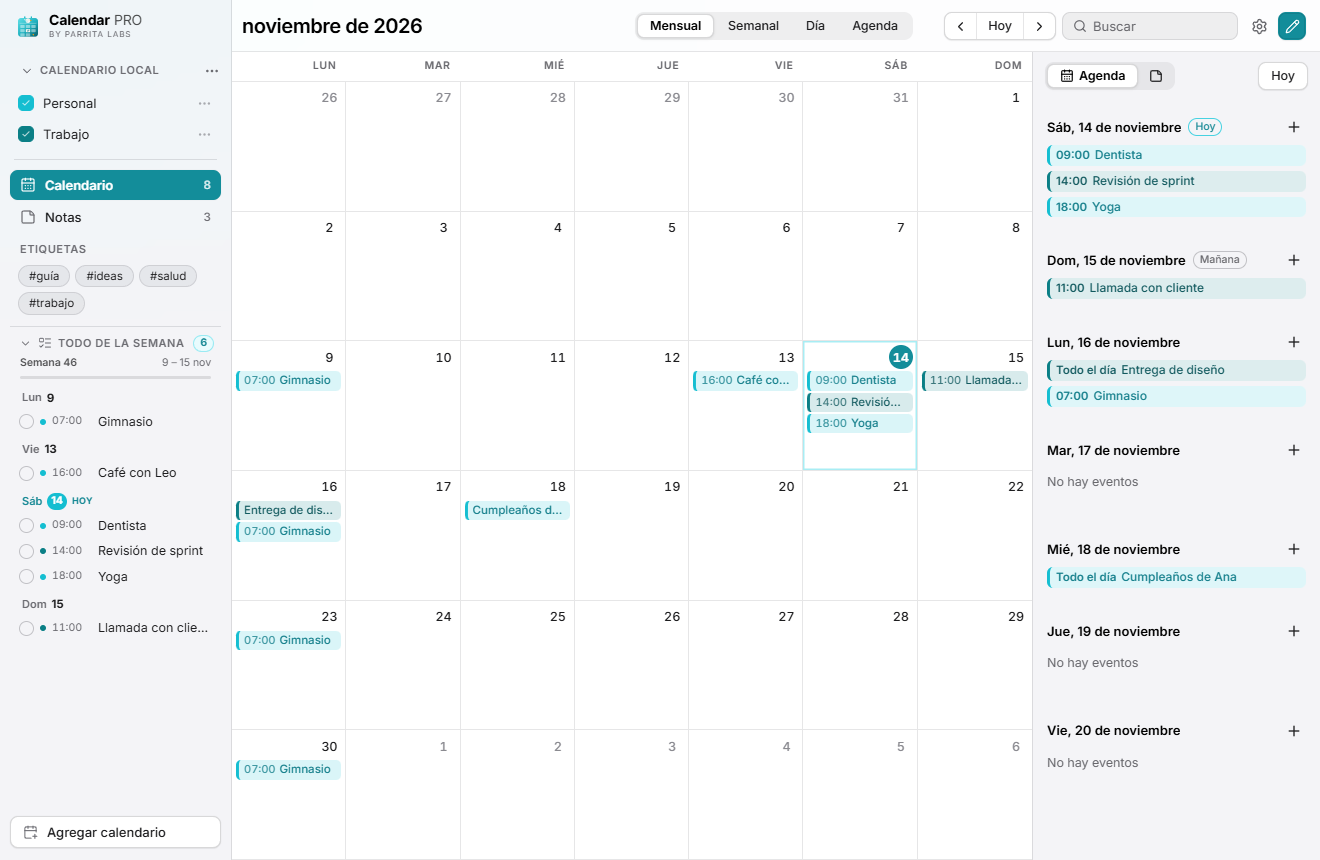 Calendar PRO
BY PARRITA LABS
CALENDARIO LOCAL
Personal
Trabajo
Calendario 8
Notas 3
ETIQUETAS
#guía #ideas #salud
#trabajo
TODO DE LA SEMANA 6
Semana 46 9 – 15 nov
Lun 9
07:00 Gimnasio
Vie 13
16:00 Café con Leo
Sáb 14 HOY
09:00 Dentista
14:00 Revisión de sprint
18:00 Yoga
Dom 15
11:00 Llamada con clie...
Agregar calendario
noviembre de 2026
Mensual Semanal Día Agenda
Hoy
Buscar
LUN MAR MIÉ JUE VIE SÁB DOM
26 27 28 29 30 31 1
2 3 4 5 6 7 8
9 10 11 12 13 14 15
07:00 Gimnasio 16:00 Café co... 09:00 Dentista 11:00 Llamada...
14:00 Revisió...
18:00 Yoga
16 17 18 19 20 21 22
Entrega de dis... Cumpleaños d...
07:00 Gimnasio
23 24 25 26 27 28 29
07:00 Gimnasio
30 1 2 3 4 5 6
07:00 Gimnasio
Agenda Hoy
Sáb, 14 de noviembre Hoy
09:00 Dentista
14:00 Revisión de sprint
18:00 Yoga
Dom, 15 de noviembre Mañana
11:00 Llamada con cliente
Lun, 16 de noviembre
Todo el día Entrega de diseño
07:00 Gimnasio
Mar, 17 de noviembre
No hay eventos
Mié, 18 de noviembre
Todo el día Cumpleaños de Ana
Jue, 19 de noviembre
No hay eventos
Vie, 20 de noviembre
No hay eventos